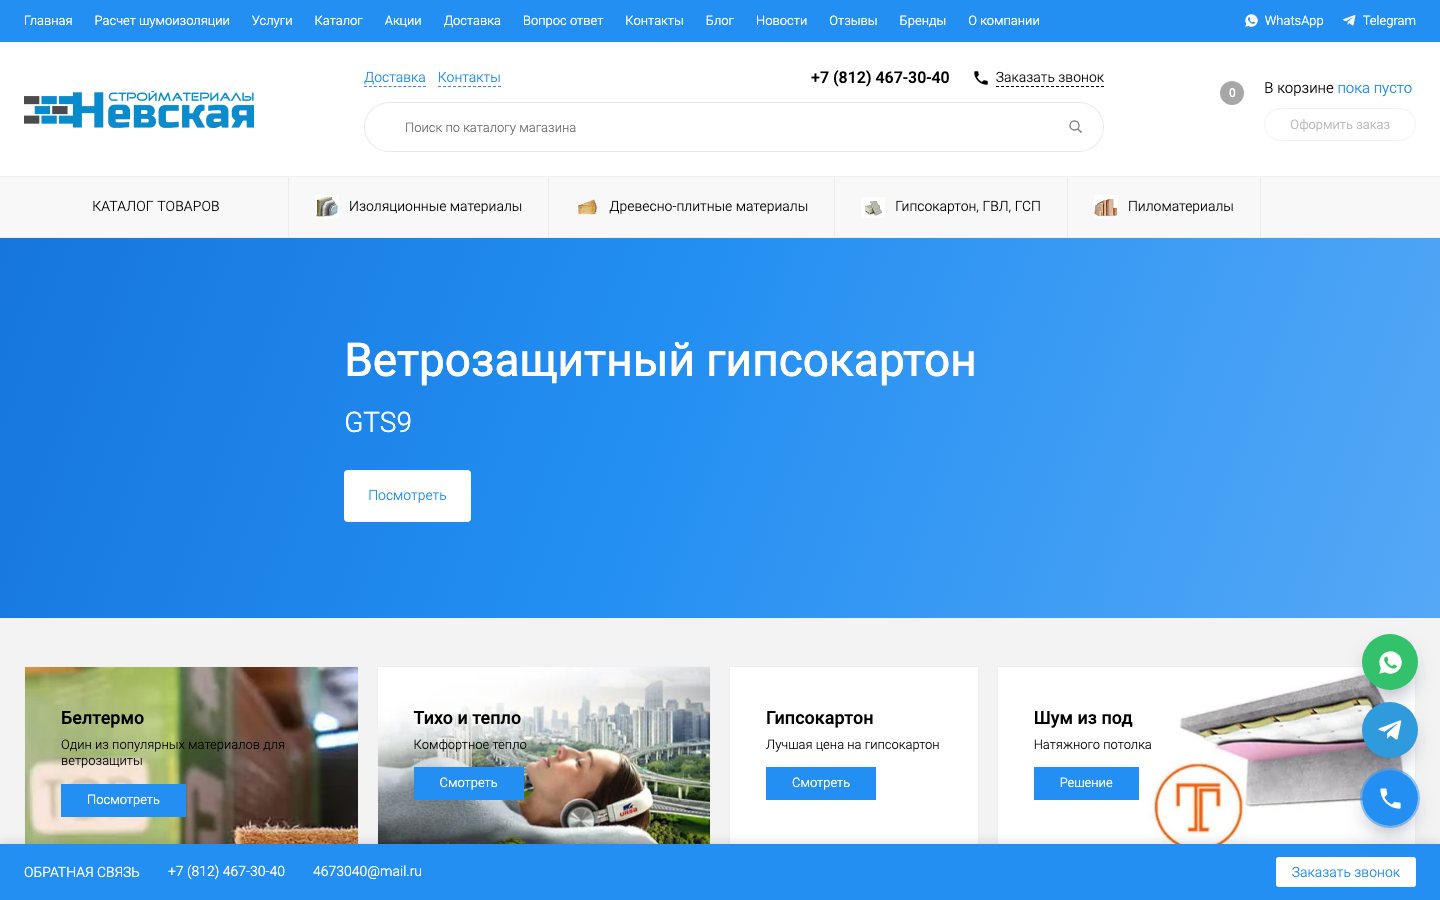 Главная Расчет шумоизоляции Услуги Каталог Акции Доставка Вопрос ответ Контакты Блог Новости Отзывы Бренды О компании WhatsApp Telegram
СТРОЙМАТЕРИАЛЫ
Невская
Доставка Контакты +7 (812) 467-30-40 Заказать звонок
Поиск по каталогу магазина
0 В корзине пока пусто
Оформить заказ
КАТАЛОГ ТОВАРОВ Изоляционные материалы Древесно-плитные материалы Гипсокартон, ГВЛ, ГСП Пиломатериалы
Ветрозащитный гипсокартон
GTS9
Посмотреть
Белтермо
Один из популярных материалов для
ветрозащиты
Посмотреть
Тихо и тепло
Комфортное тепло
Смотреть
URSA
Гипсокартон
Лучшая цена на гипсокартон
Смотреть
Шум из под
Натяжного потолка
Решение
Т
ОБРАТНАЯ СВЯЗЬ +7 (812) 467-30-40 4673040@mail.ru Заказать звонок